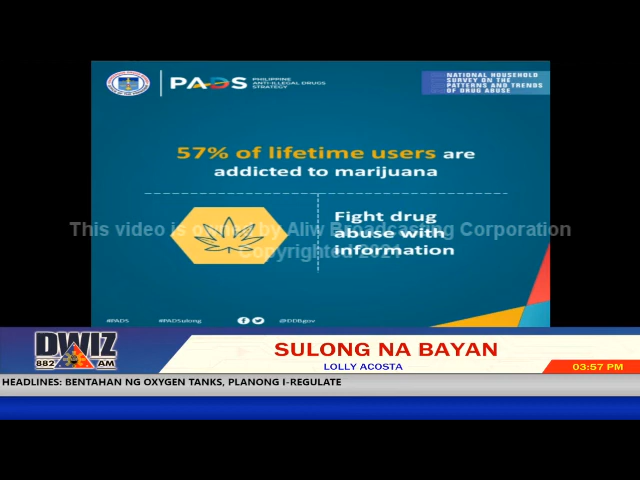 PADS
PHILIPPINE
ANTI-ILLEGAL DRUGS
STRATEGY
NATIONAL HOUSEHOLD
SURVEY ON THE
PATTERNS AND TRENDS
OF DRUG ABUSE
57% of lifetime users are
addicted to marijuana
Fight drug
abuse with
information
This video is owned by Aliw Broadcasting Corporation
Copyrighted 2021
#PADS
#PADSulong
@DDBgov
DWIZ
882 AM
SULONG NA BAYAN
LOLLY ACOSTA
03:57 PM
HEADLINES: BENTAHAN NG OXYGEN TANKS, PLANONG I-REGULATE